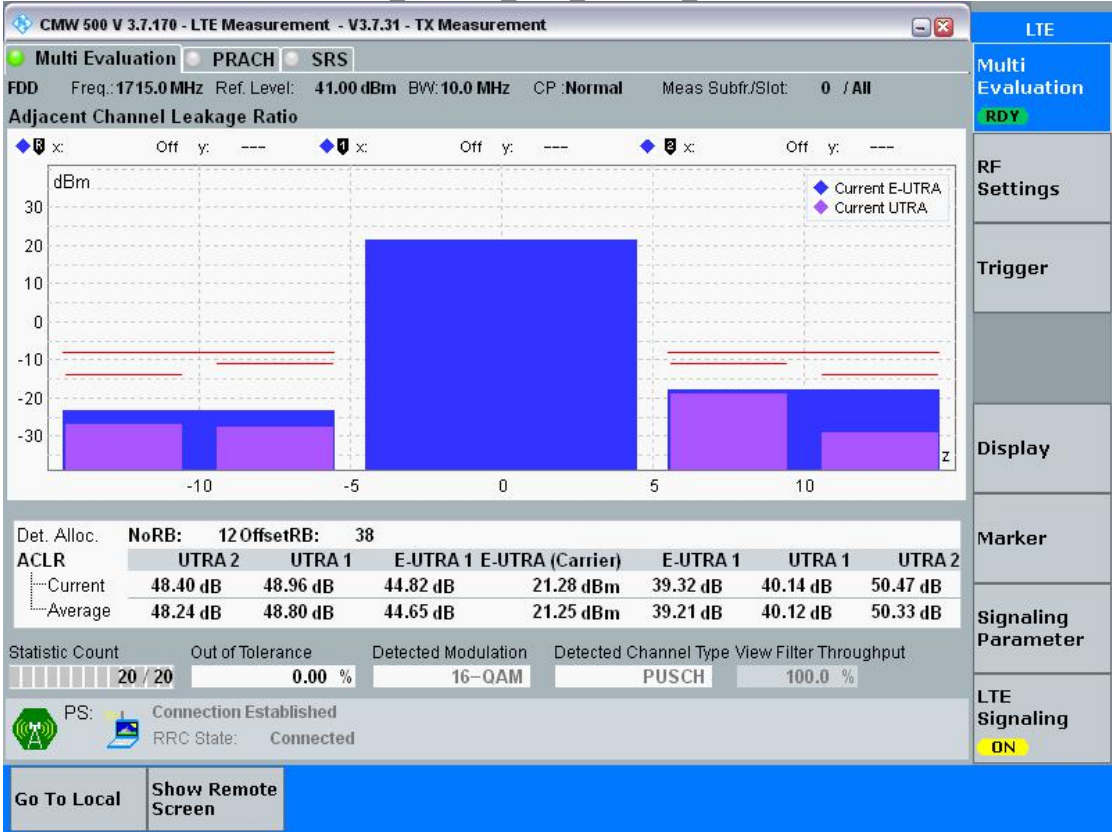 CMW 500 V 3.7.170 - LTE Measurement - V3.7.31 - TX Measurement
LTE
Multi Evaluation PRACH SRS
FDD Freq.:1715.0 MHz Ref. Level: 41.00 dBm BW:10.0 MHz CP :Normal Meas Subfr./Slot: 0 / All
Adjacent Channel Leakage Ratio
R x: Off y: --- 1 x: Off y: --- 2 x: Off y: ---
dBm
Current E-UTRA
Current UTRA
30
20
10
0
-10
-20
-30
z
-10 -5 0 5 10
Det. Alloc. NoRB: 12 OffsetRB: 38
ACLR UTRA 2 UTRA 1 E-UTRA 1 E-UTRA (Carrier) E-UTRA 1 UTRA 1 UTRA 2
Current 48.40 dB 48.96 dB 44.82 dB 21.28 dBm 39.32 dB 40.14 dB 50.47 dB
Average 48.24 dB 48.80 dB 44.65 dB 21.25 dBm 39.21 dB 40.12 dB 50.33 dB
Statistic Count Out of Tolerance Detected Modulation Detected Channel Type View Filter Throughput
20 / 20 0.00 % 16-QAM PUSCH 100.0 %
PS: Connection Established
RRC State: Connected
Multi
Evaluation
RDY
RF
Settings
Trigger
Display
Marker
Signaling
Parameter
LTE
Signaling
ON
Go To Local
Show Remote
Screen